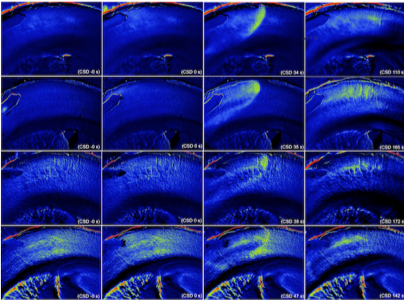 (CSD -0 s)
(CSD 0 s)
(CSD 34 s)
(CSD 110 s)
(CSD -0 s)
(CSD 0 s)
(CSD 35 s)
(CSD 165 s)
(CSD -0 s)
(CSD 0 s)
(CSD 38 s)
(CSD 172 s)
(CSD -0 s)
(CSD 0 s)
(CSD 47 s)
(CSD 142 s)